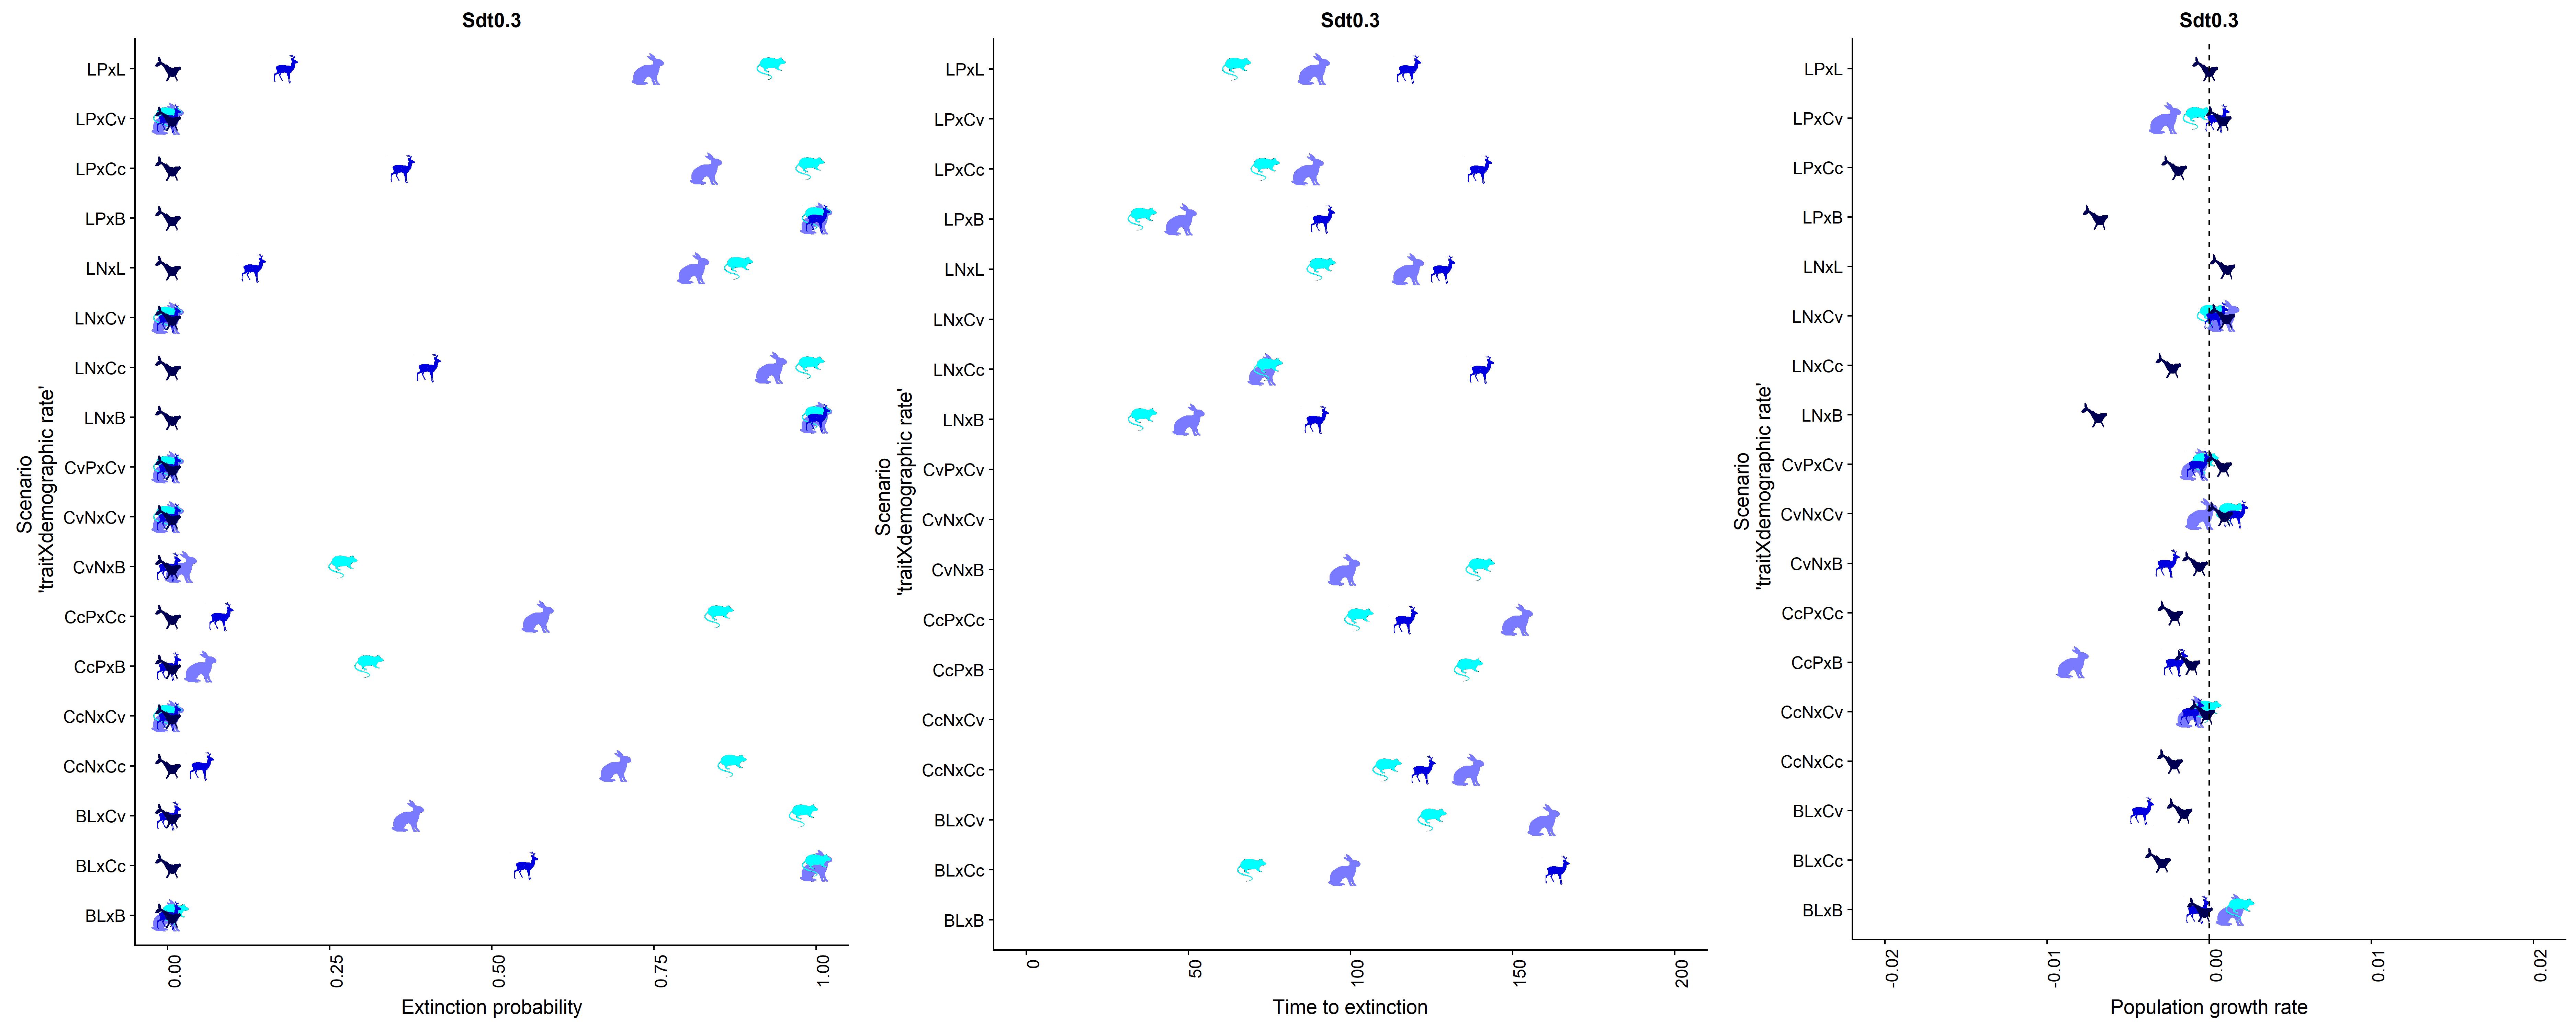 Sdt0.3
LPxL
LPxCv
LPxCc
LPxB
LNxL
LNxCv
LNxCc
LNxB
CvPxCv
CvNxCv
CvNxB
CcPxCc
CcPxB
CcNxCv
CcNxCc
BLxCv
BLxCc
BLxB
Scenario
'traitXdemographic rate'
0.00
0.25
0.50
0.75
1.00
Extinction probability
Sdt0.3
LPxL
LPxCv
LPxCc
LPxB
LNxL
LNxCv
LNxCc
LNxB
CvPxCv
CvNxCv
CvNxB
CcPxCc
CcPxB
CcNxCv
CcNxCc
BLxCv
BLxCc
BLxB
Scenario
'traitXdemographic rate'
0
50
100
150
200
Time to extinction
Sdt0.3
LPxL
LPxCv
LPxCc
LPxB
LNxL
LNxCv
LNxCc
LNxB
CvPxCv
CvNxCv
CvNxB
CcPxCc
CcPxB
CcNxCv
CcNxCc
BLxCv
BLxCc
BLxB
Scenario
'traitXdemographic rate'
-0.02
-0.01
0.00
0.01
0.02
Population growth rate